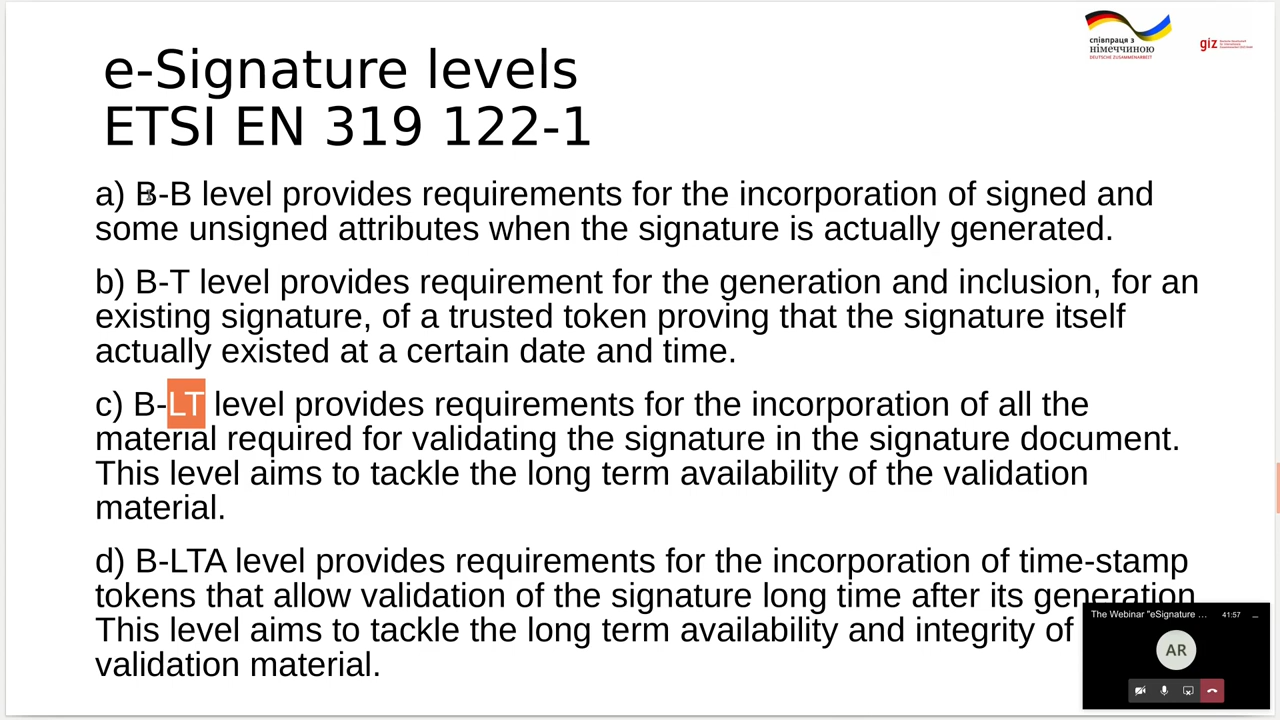 співпраця з
німеччиною
DEUTSCHE ZUSAMMENARBEIT
giz
e-Signature levels
ETSI EN 319 122-1
a) B-B level provides requirements for the incorporation of signed and
some unsigned attributes when the signature is actually generated.
b) B-T level provides requirement for the generation and inclusion, for an
existing signature, of a trusted token proving that the signature itself
actually existed at a certain date and time.
c) B-LT level provides requirements for the incorporation of all the
material required for validating the signature in the signature document.
This level aims to tackle the long term availability of the validation
material.
d) B-LTA level provides requirements for the incorporation of time-stamp
tokens that allow validation of the signature long time after its generation
This level aims to tackle the long term availability and integrity of
validation material.
The Webinar "eSignature ...
41:57
AR